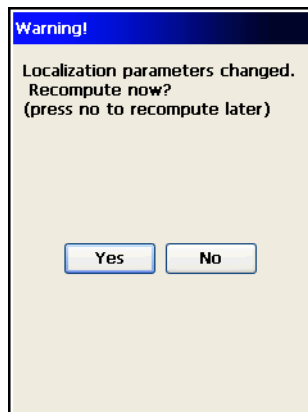 Warning!
Localization parameters changed.
Recompute now?
(press no to recompute later)
Yes
No